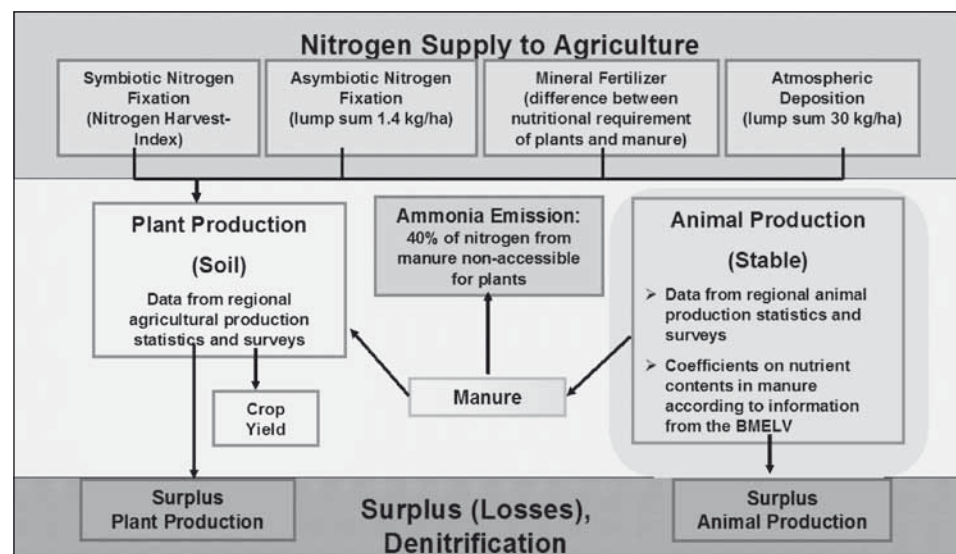 Nitrogen Supply to Agriculture
Symbiotic Nitrogen
Fixation
(Nitrogen Harvest-
Index)
Asymbiotic Nitrogen
Fixation
(lump sum 1.4 kg/ha)
Mineral Fertilizer
(difference between
nutritional requirement
of plants and manure)
Atmospheric
Deposition
(lump sum 30 kg/ha)
Plant Production
(Soil)
Data from regional
agricultural production
statistics and surveys
Ammonia Emission:
40% of nitrogen from
manure non-accessible
for plants
Animal Production
(Stable)
➢ Data from regional animal
production statistics and
surveys
➢ Coefficients on nutrient
contents in manure
according to information
from the BMELV
Manure
Crop
Yield
Surplus
Plant Production
Surplus (Losses),
Denitrification
Surplus
Animal Production